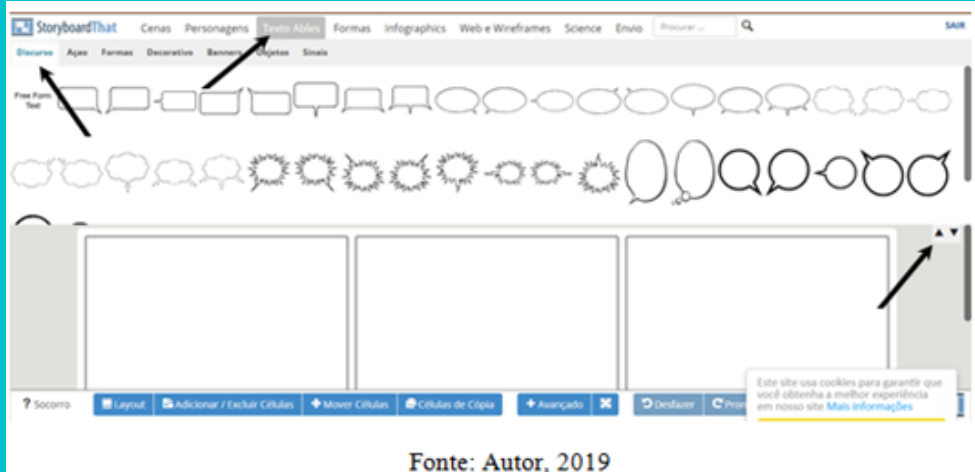 StoryboardThat Cenas Personagens Texto Ables Formas Infographics Web e Wireframes Science Envio Procurar ... SAIR
Discurso Açao Formas Decorativo Banners Objetos Sinais
Free Form
Text
Este site usa cookies para garantir que
você obtenha a melhor experiência
em nosso site Mais informações
? Socorro Layout Adicionar / Excluir Células Mover Células Células de Cópia + Avançado Desfazer
Fonte: Autor, 2019